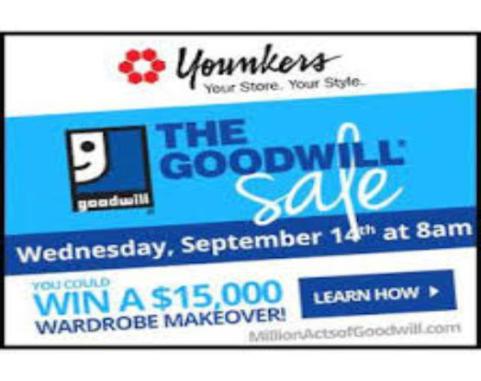 Younkers
Your Store. Your Style.
goodwill
THE
GOODWILL®
sale
Wednesday, September 14th at 8am
YOU COULD
WIN A $15,000
WARDROBE MAKEOVER!
LEARN HOW
MillionActsofGoodwill.com